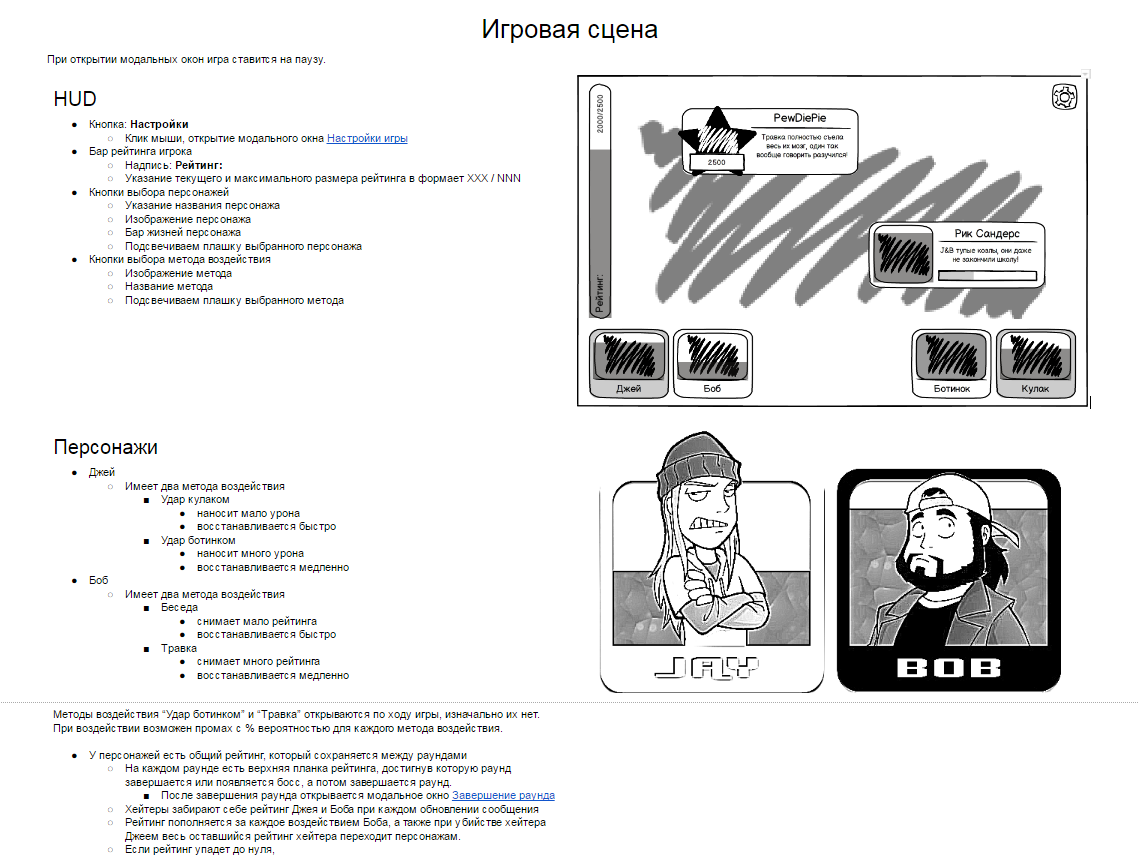 Игровая сцена
При открытии модальных окон игра ставится на паузу.
HUD
● Кнопка: Настройки
○ Клик мыши, открытие модального окна Настройки игры
● Бар рейтинга игрока
○ Надпись: Рейтинг:
○ Указание текущего и максимального размера рейтинга в формает XXX / NNN
● Кнопки выбора персонажей
○ Указание названия персонажа
○ Изображение персонажа
○ Бар жизней персонажа
○ Подсвечиваем плашку выбранного персонажа
● Кнопки выбора метода воздействия
○ Изображение метода
○ Название метода
○ Подсвечиваем плашку выбранного метода
2000/2500
Рейтинг:
PewDiePie
Травка полностью съела
весь их мозг, один так
вообще говорить разучился!
2500
Рик Сандерс
J&B тупые козлы, они даже
не закончили школу!
Джей
Боб
Ботинок
Кулак
Персонажи
● Джей
○ Имеет два метода воздействия
■ Удар кулаком
● наносит мало урона
● восстанавливается быстро
■ Удар ботинком
● наносит много урона
● восстанавливается медленно
● Боб
○ Имеет два метода воздействия
■ Беседа
● снимает мало рейтинга
● восстанавливается быстро
■ Травка
● снимает много рейтинга
● восстанавливается медленно
JAY
BOB
Методы воздействия “Удар ботинком” и “Травка” открываются по ходу игры, изначально их нет.
При воздействии возможен промах с % вероятностью для каждого метода воздействия.
● У персонажей есть общий рейтинг, который сохраняется между раундами
○ На каждом раунде есть верхняя планка рейтинга, достигнув которую раунд
завершается или появляется босс, а потом завершается раунд.
■ После завершения раунда открывается модальное окно Завершение раунда
○ Хейтеры забирают себе рейтинг Джея и Боба при каждом обновлении сообщения
○ Рейтинг пополняется за каждое воздействием Боба, а также при убийстве хейтера
Джеем весь оставшийся рейтинг хейтера переходит персонажам.
○ Если рейтинг упадет до нуля,